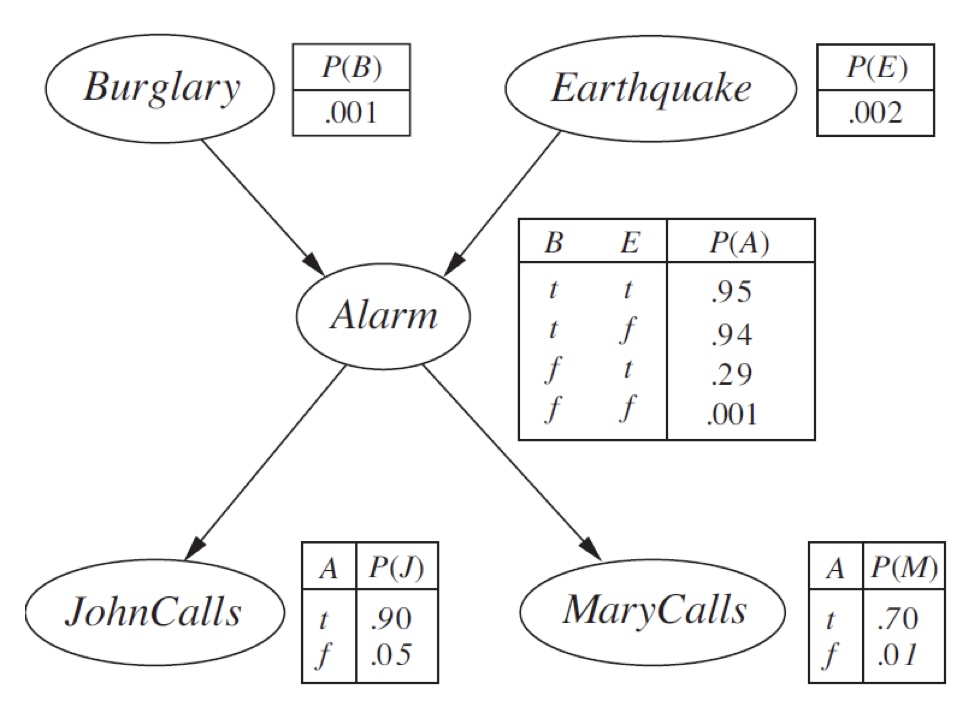 Burglary
P(B)
.001
Earthquake
P(E)
.002
Alarm
B E P(A)
t t .95
t f .94
f t .29
f f .001
JohnCalls
A P(J)
t .90
f .05
MaryCalls
A P(M)
t .70
f .01